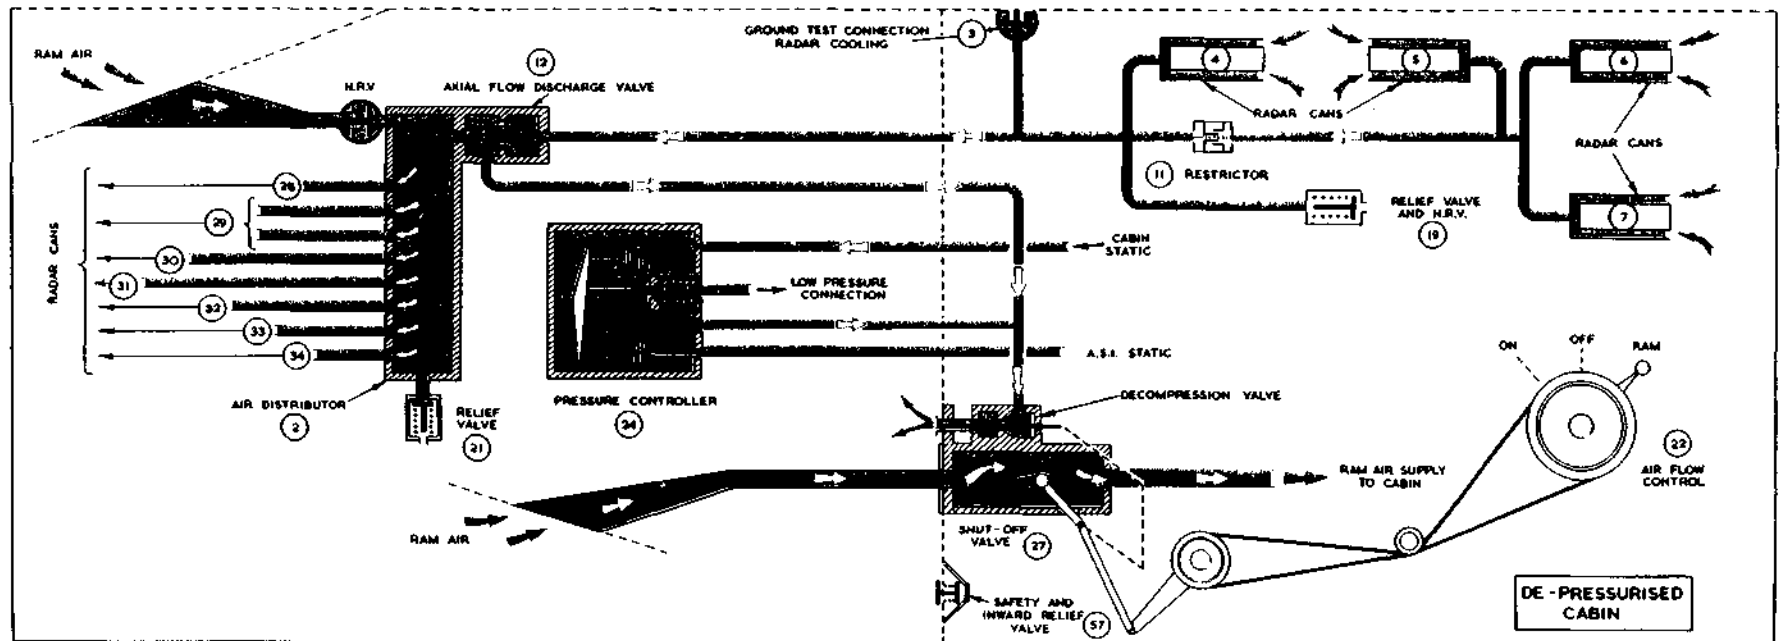 RAM AIR
N.R.V
12
AXIAL FLOW DISCHARGE VALVE
GROUND TEST CONNECTION
RADAR COOLING
3
4
5
6
RADAR CANS
RADAR CANS
11 RESTRICTOR
RELIEF VALVE
AND N.R.V.
19
7
28
29
30
31
32
33
34
RADAR CANS
AIR DISTRIBUTOR
2
RELIEF
VALVE
21
CABIN
STATIC
LOW PRESSURE
CONNECTION
A.S.I. STATIC
PRESSURE CONTROLLER
24
DECOMPRESSION VALVE
ON
OFF
RAM
22
AIR FLOW
CONTROL
RAM AIR SUPPLY
TO CABIN
RAM AIR
SHUT-OFF
VALVE
27
SAFETY AND
INWARD RELIEF
VALVE
57
DE-PRESSURISED
CABIN